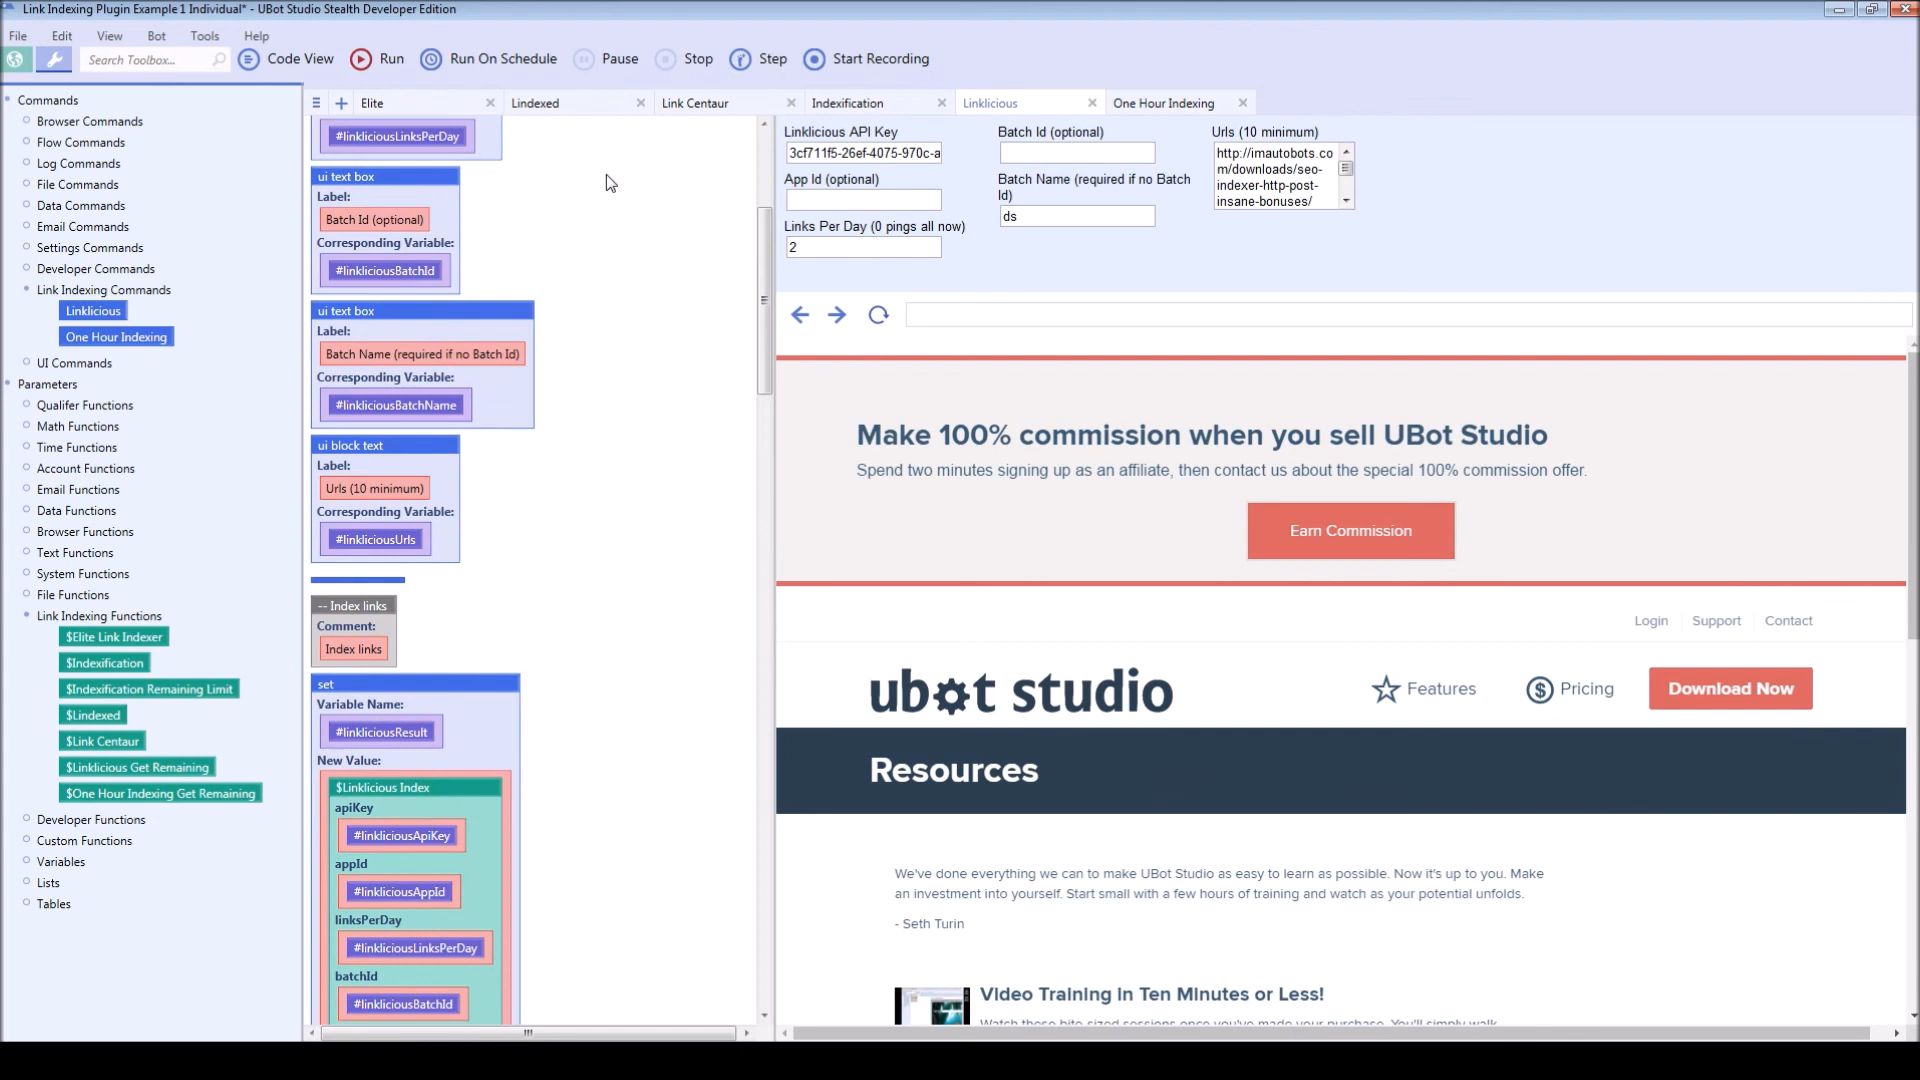 Link Indexing Plugin Example 1 Individual* - UBot Studio Stealth Developer Edition
File Edit View Bot Tools Help
Search Toolbox... Code View Run Run On Schedule Pause Stop Step Start Recording
Commands
Browser Commands
Flow Commands
Log Commands
File Commands
Data Commands
Email Commands
Settings Commands
Developer Commands
Link Indexing Commands
Linklicious
One Hour Indexing
UI Commands
Parameters
Qualifer Functions
Math Functions
Time Functions
Account Functions
Email Functions
Data Functions
Browser Functions
Text Functions
System Functions
File Functions
Link Indexing Functions
$Elite Link Indexer
$Indexification
$Indexification Remaining Limit
$Lindexed
$Link Centaur
$Linklicious Get Remaining
$One Hour Indexing Get Remaining
Developer Functions
Custom Functions
Variables
Lists
Tables
Elite Lindexed Link Centaur Indexification Linklicious One Hour Indexing
#linkliciousLinksPerDay
ui text box
Label:
Batch Id (optional)
Corresponding Variable:
#linkliciousBatchId
ui text box
Label:
Batch Name (required if no Batch Id)
Corresponding Variable:
#linkliciousBatchName
ui block text
Label:
Urls (10 minimum)
Corresponding Variable:
#linkliciousUrls
-- Index links
Comment:
Index links
set
Variable Name:
#linkliciousResult
New Value:
$Linklicious Index
apiKey
#linkliciousApiKey
appId
#linkliciousAppId
linksPerDay
#linkliciousLinksPerDay
batchId
#linkliciousBatchId
Linklicious API Key
3cf711f5-26ef-4075-970c-a
App Id (optional)
Links Per Day (0 pings all now)
2
Batch Id (optional)
Batch Name (required if no Batch
Id)
ds
Urls (10 minimum)
http://imautobots.co
m/downloads/seo-
indexer-http-post-
insane-bonuses/
Make 100% commission when you sell UBot Studio
Spend two minutes signing up as an affiliate, then contact us about the special 100% commission offer.
Earn Commission
Login Support Contact
ubot studio
Features Pricing Download Now
Resources
We've done everything we can to make UBot Studio as easy to learn as possible. Now it's up to you. Make
an investment into yourself. Start small with a few hours of training and watch as your potential unfolds.
- Seth Turin
Video Training in Ten Minutes or Less!
Watch these bite-sized sessions once you've made your purchase. You'll simply walk